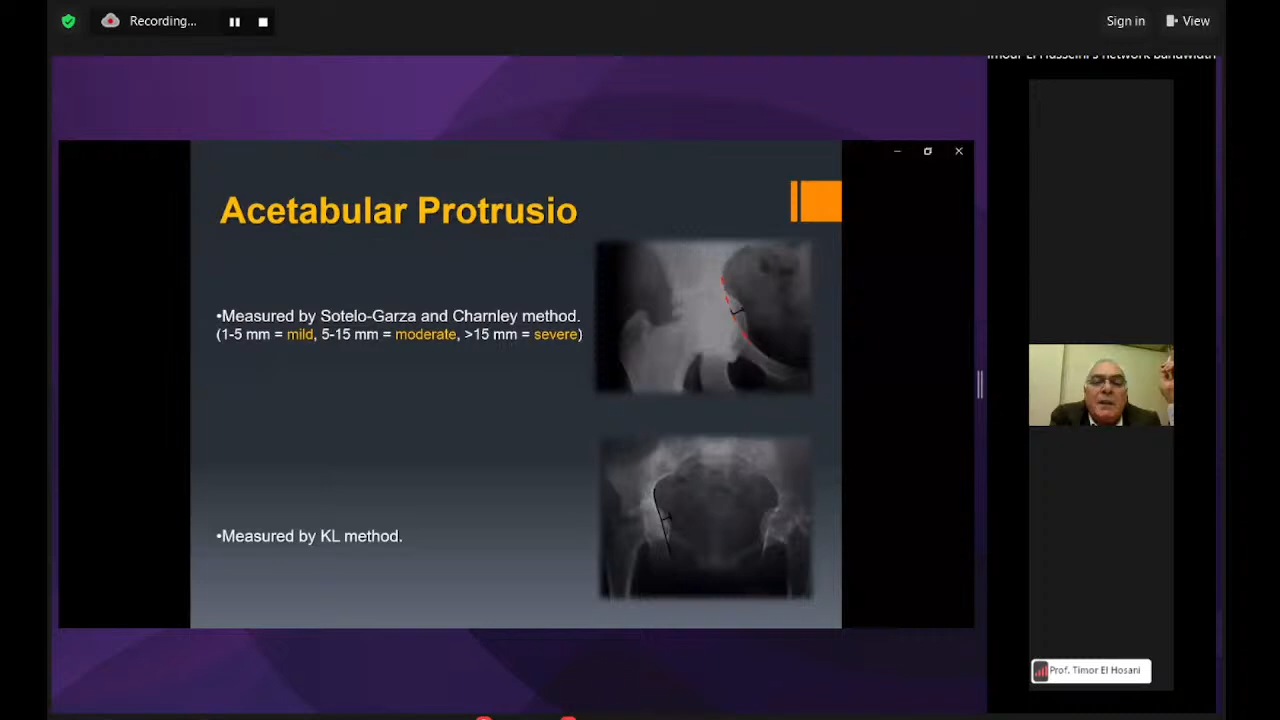 Recording...
Sign in
View
Acetabular Protrusio
•Measured by Sotelo-Garza and Charnley method.
(1-5 mm = mild, 5-15 mm = moderate, >15 mm = severe)
•Measured by KL method.
Prof. Timor El Hosani